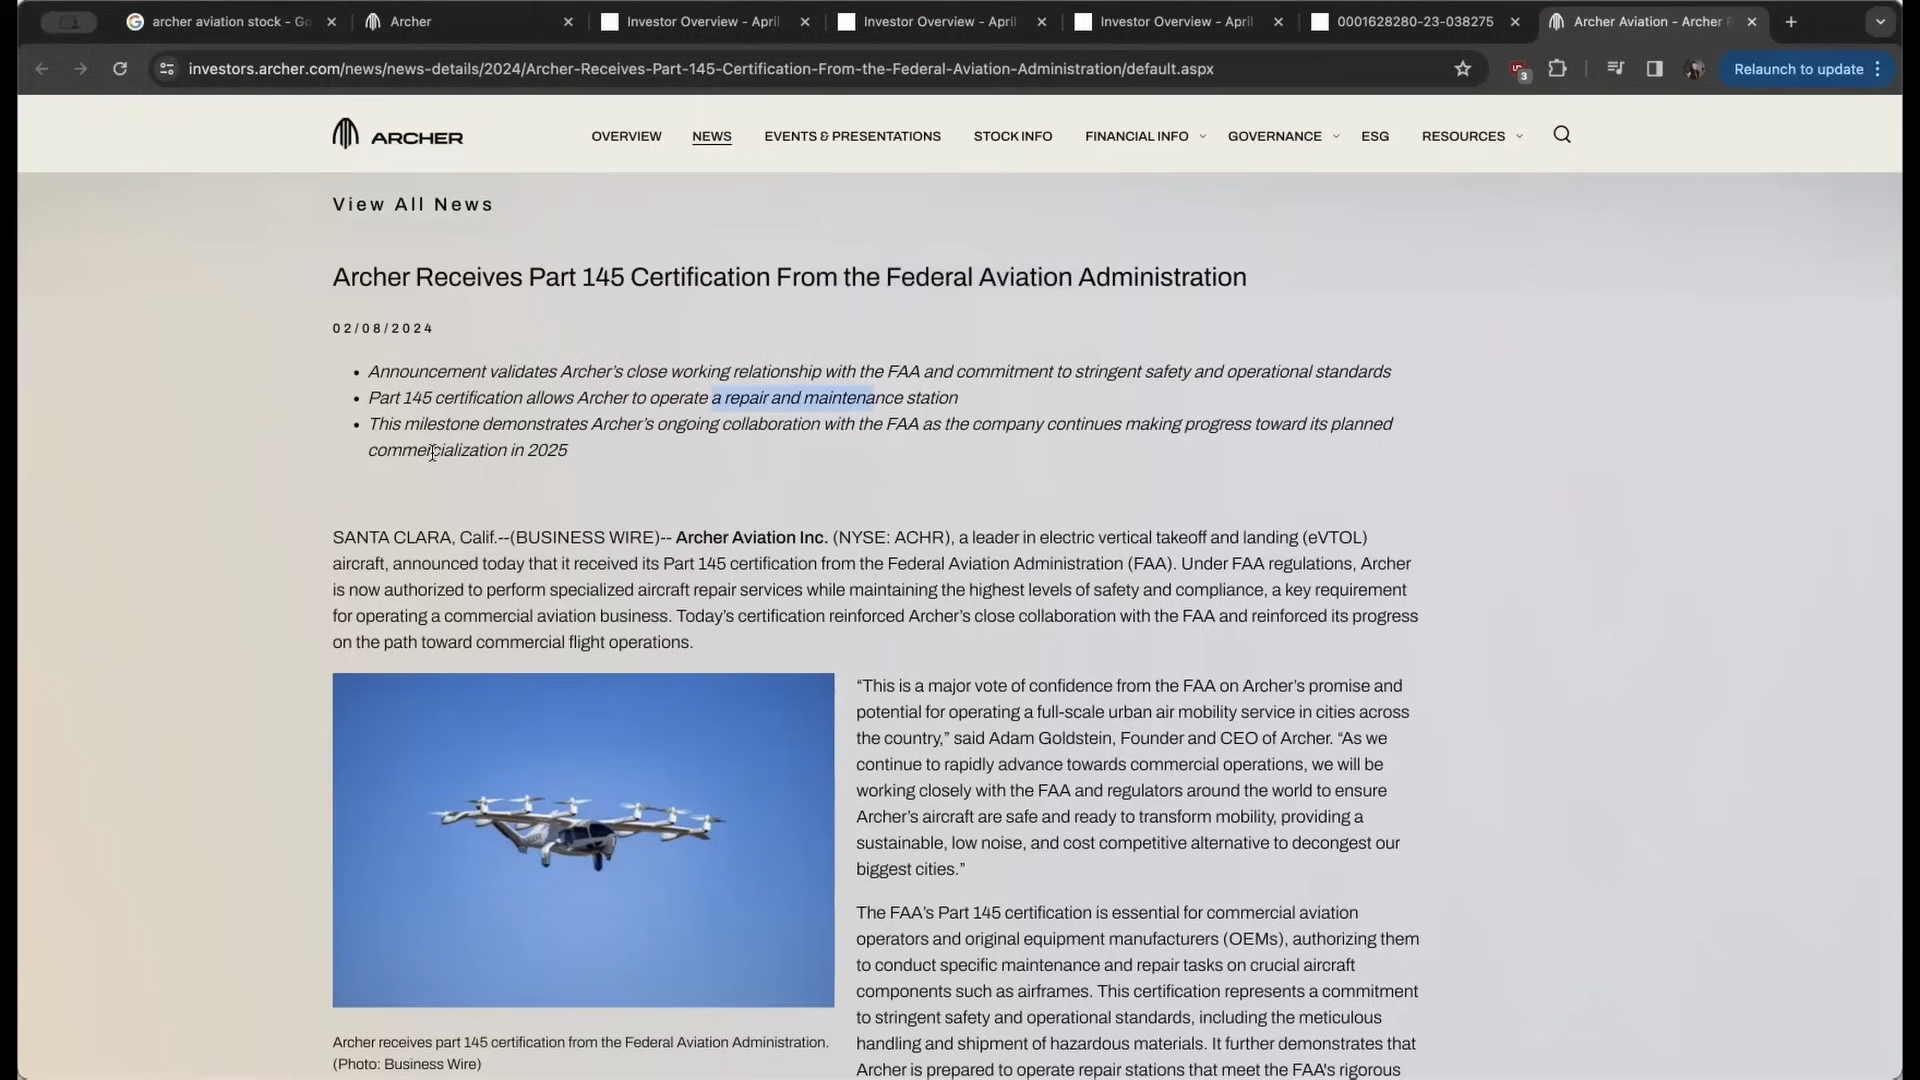 archer aviation stock - Go
Archer
Investor Overview - April
Investor Overview - April
Investor Overview - April
0001628280-23-038275
Archer Aviation - Archer R
investors.archer.com/news/news-details/2024/Archer-Receives-Part-145-Certification-From-the-Federal-Aviation-Administration/default.aspx
3
Relaunch to update
ARCHER
OVERVIEW
NEWS
EVENTS & PRESENTATIONS
STOCK INFO
FINANCIAL INFO
GOVERNANCE
ESG
RESOURCES
View All News
Archer Receives Part 145 Certification From the Federal Aviation Administration
02/08/2024
• Announcement validates Archer’s close working relationship with the FAA and commitment to stringent safety and operational standards
• Part 145 certification allows Archer to operate a repair and maintenance station
• This milestone demonstrates Archer’s ongoing collaboration with the FAA as the company continues making progress toward its planned
commercialization in 2025
SANTA CLARA, Calif.--(BUSINESS WIRE)-- Archer Aviation Inc. (NYSE: ACHR), a leader in electric vertical takeoff and landing (eVTOL)
aircraft, announced today that it received its Part 145 certification from the Federal Aviation Administration (FAA). Under FAA regulations, Archer
is now authorized to perform specialized aircraft repair services while maintaining the highest levels of safety and compliance, a key requirement
for operating a commercial aviation business. Today’s certification reinforced Archer’s close collaboration with the FAA and reinforced its progress
on the path toward commercial flight operations.
“This is a major vote of confidence from the FAA on Archer’s promise and
potential for operating a full-scale urban air mobility service in cities across
the country,” said Adam Goldstein, Founder and CEO of Archer. “As we
continue to rapidly advance towards commercial operations, we will be
working closely with the FAA and regulators around the world to ensure
Archer’s aircraft are safe and ready to transform mobility, providing a
sustainable, low noise, and cost competitive alternative to decongest our
biggest cities.”
The FAA’s Part 145 certification is essential for commercial aviation
operators and original equipment manufacturers (OEMs), authorizing them
to conduct specific maintenance and repair tasks on crucial aircraft
components such as airframes. This certification represents a commitment
to stringent safety and operational standards, including the meticulous
handling and shipment of hazardous materials. It further demonstrates that
Archer is prepared to operate repair stations that meet the FAA's rigorous
Archer receives part 145 certification from the Federal Aviation Administration.
(Photo: Business Wire)